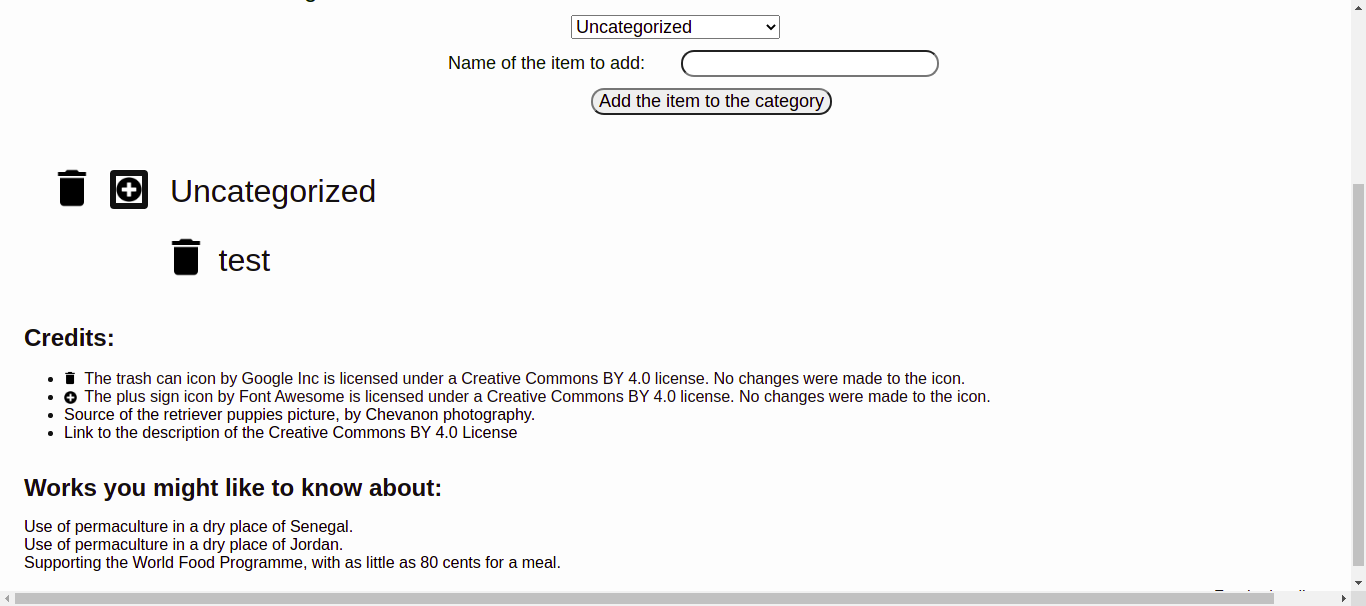 Uncategorized
Name of the item to add:
Add the item to the category
Uncategorized
test
Credits:
The trash can icon by Google Inc is licensed under a Creative Commons BY 4.0 license. No changes were made to the icon.
The plus sign icon by Font Awesome is licensed under a Creative Commons BY 4.0 license. No changes were made to the icon.
Source of the retriever puppies picture, by Chevanon photography.
Link to the description of the Creative Commons BY 4.0 License
Works you might like to know about:
Use of permaculture in a dry place of Senegal.
Use of permaculture in a dry place of Jordan.
Supporting the World Food Programme, with as little as 80 cents for a meal.